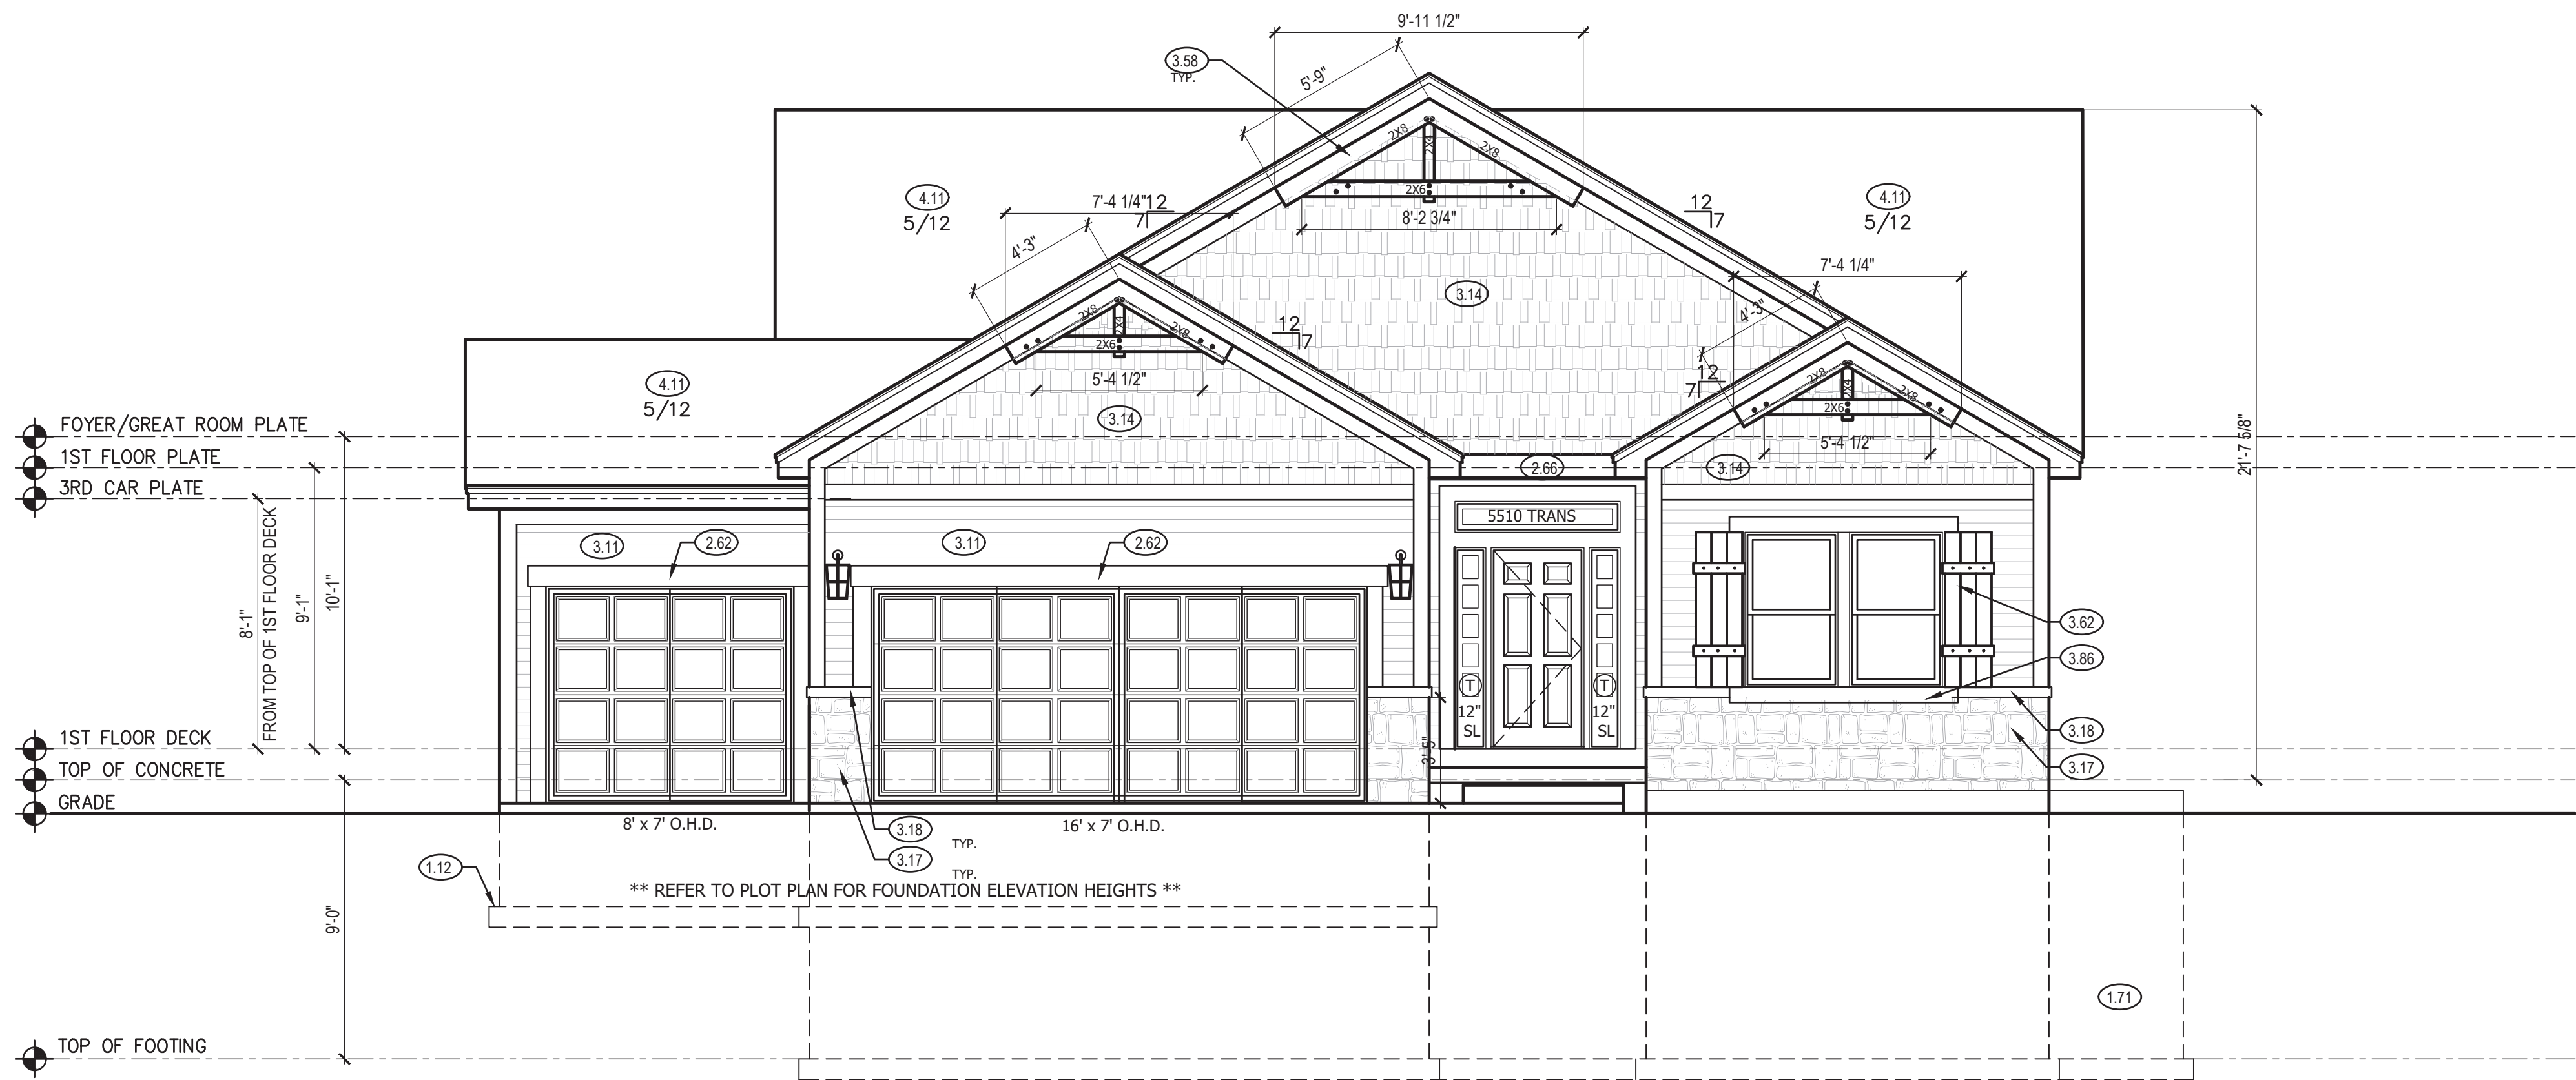 9'-11 1/2"
3.58
TYP.
5'-9"
2X8
2X4
2X8
2X6
8'-2 3/4"
4.11
5/12
4.11
5/12
7'-4 1/4"
12
7
12
7
4'-3"
3.14
7'-4 1/4"
4'-3"
2X8
2X4
2X8
2X6
12
7
12
7
5'-4 1/2"
2X8
2X4
2X8
2X6
4.11
5/12
3.14
5'-4 1/2"
21'-7 5/8"
FOYER/GREAT ROOM PLATE
1ST FLOOR PLATE
3RD CAR PLATE
2.66
3.14
5510 TRANS
3.11
2.62
3.11
2.62
8'-1"
FROM TOP OF 1ST FLOOR DECK
9'-1"
10'-1"
3.62
3.86
T
T
12"
SL
12"
SL
3.18
3.17
1ST FLOOR DECK
TOP OF CONCRETE
GRADE
8' x 7' O.H.D.
16' x 7' O.H.D.
3.18
TYP.
3.17
TYP.
1.12
** REFER TO PLOT PLAN FOR FOUNDATION ELEVATION HEIGHTS **
9'-0"
1.71
TOP OF FOOTING